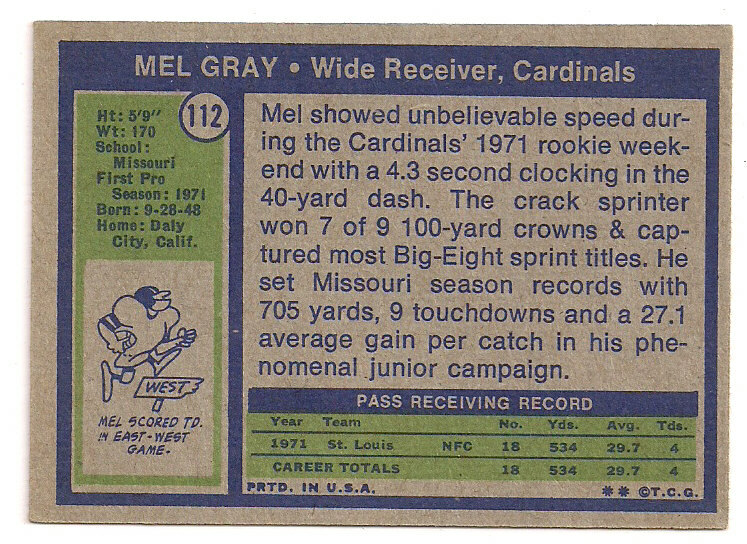 MEL GRAY • Wide Receiver, Cardinals
112
Ht: 5'9"
Wt: 170
School:
Missouri
First Pro
Season: 1971
Born: 9-28-48
Home: Daly
City, Calif.
WEST
MEL SCORED TD.
IN EAST-WEST
GAME.
Mel showed unbelievable speed dur-
ing the Cardinals' 1971 rookie week-
end with a 4.3 second clocking in the
40-yard dash. The crack sprinter
won 7 of 9 100-yard crowns & cap-
tured most Big-Eight sprint titles. He
set Missouri season records with
705 yards, 9 touchdowns and a 27.1
average gain per catch in his phe-
nomenal junior campaign.
PASS RECEIVING RECORD
Year Team No. Yds. Avg. Tds.
1971 St. Louis NFC 18 534 29.7 4
CAREER TOTALS 18 534 29.7 4
PRTD. IN U.S.A. ** ©T.C.G.